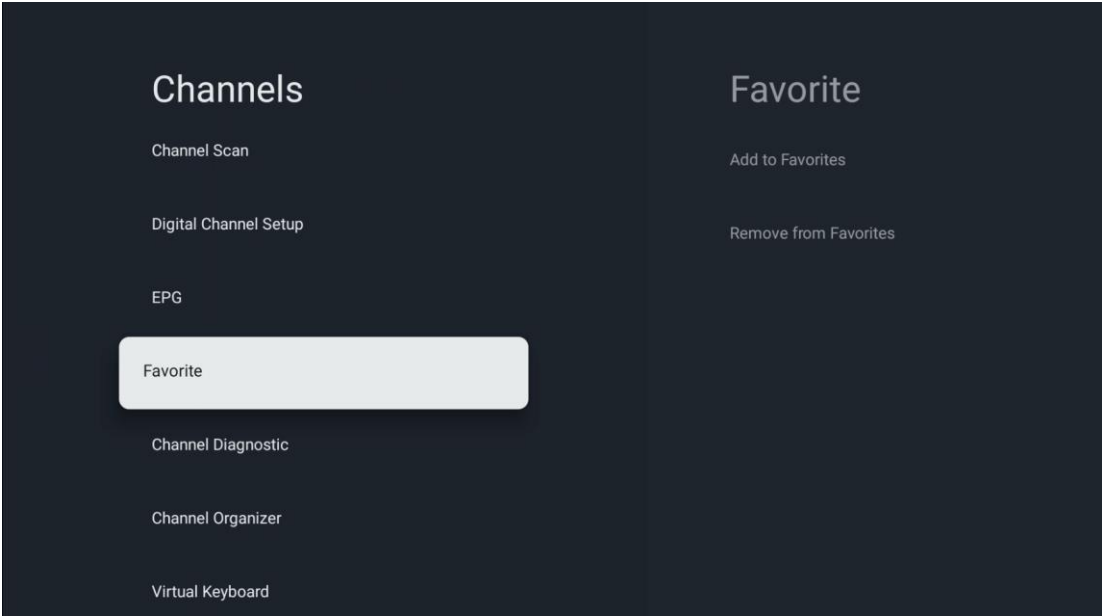 Channels
Channel Scan
Digital Channel Setup
EPG
Favorite
Channel Diagnostic
Channel Organizer
Virtual Keyboard
Favorite
Add to Favorites
Remove from Favorites